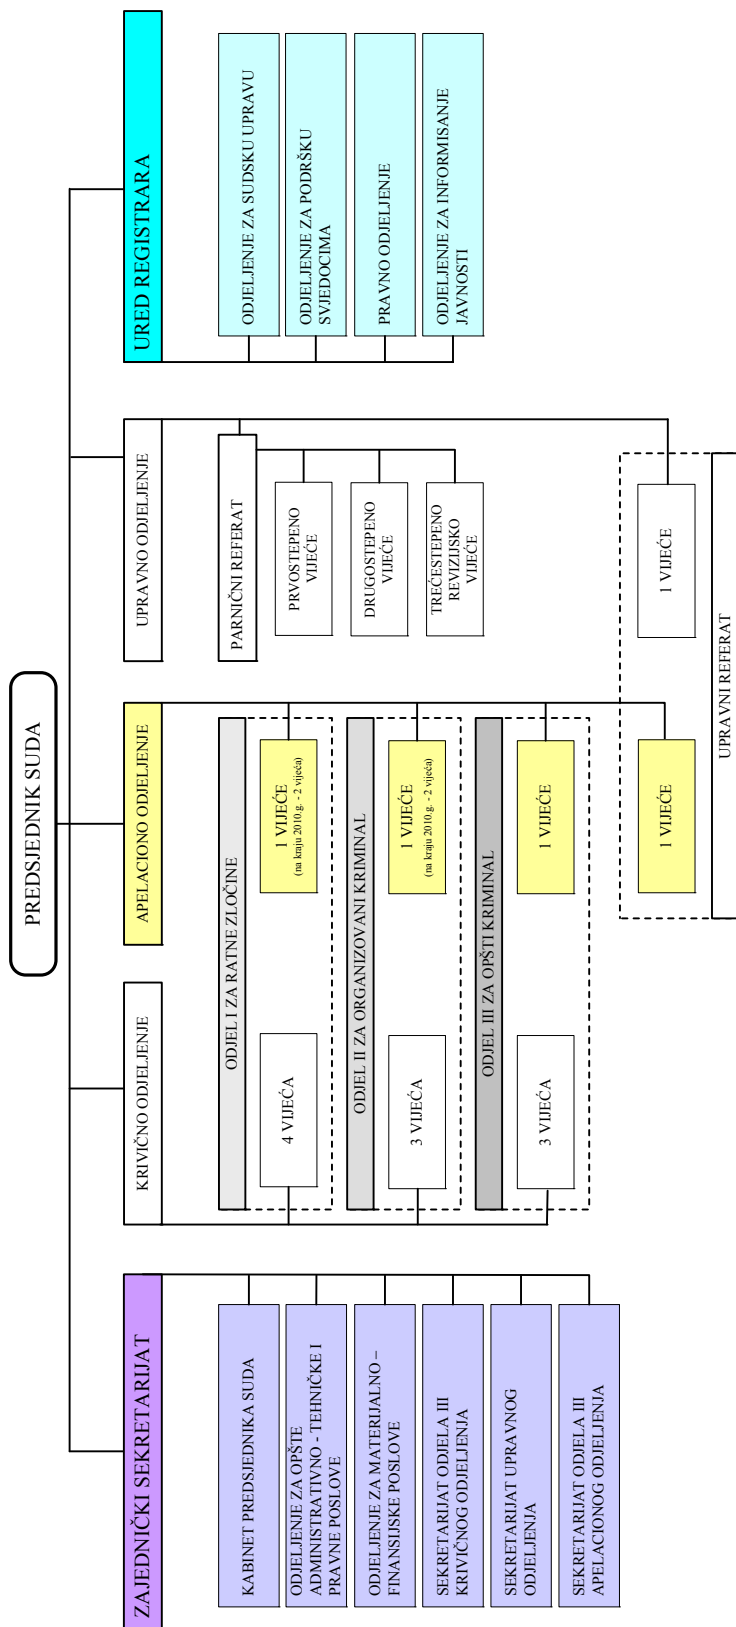 PREDSJEDNIK SUDA
ZAJEDNIČKI SEKRETARIJAT
KABINET PREDSJEDNIKA SUDA
ODJELJENJE ZA OPŠTE
ADMINISTRATIVNO - TEHNIČKE I
PRAVNE POSLOVE
ODJELJENJE ZA MATERIJALNO –
FINANSIJSKE POSLOVE
SEKRETARIJAT ODJELA III
KRIVIČNOG ODJELJENJA
SEKRETARIJAT UPRAVNOG
ODJELJENJA
SEKRETARIJAT ODJELA III
APELACIONOG ODJELJENJA
KRIVIČNO ODJELJENJE
APELACIONO ODJELJENJE
ODJEL I ZA RATNE ZLOČINE
4 VIJEĆA
1 VIJEĆE
(na kraju 2010.g. - 2 vijeća)
ODJEL II ZA ORGANIZOVANI KRIMINAL
3 VIJEĆA
1 VIJEĆE
(na kraju 2010.g. - 2 vijeća)
ODJEL III ZA OPŠTI KRIMINAL
3 VIJEĆA
1 VIJEĆE
UPRAVNO ODJELJENJE
PARNIČNI REFERAT
PRVOSTEPENO
VIJEĆE
DRUGOSTEPENO
VIJEĆE
TREĆESTEPENO
REVIZIJSKO
VIJEĆE
1 VIJEĆE
1 VIJEĆE
UPRAVNI REFERAT
URED REGISTRARA
ODJELJENJE ZA SUDSKU UPRAVU
ODJELJENJE ZA PODRŠKU
SVJEDOCIMA
PRAVNO ODJELJENJE
ODJELJENJE ZA INFORMISANJE
JAVNOSTI